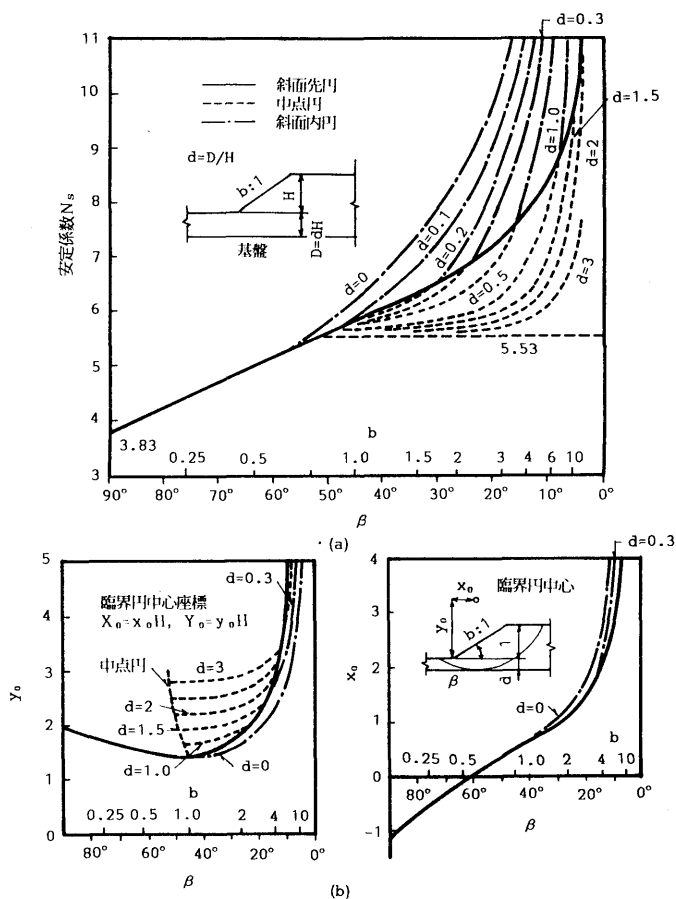 d=0.3
11
10
9
8
7
6
5
4
3
安定係数Ns
斜面先円
中点円
斜面内円
d=D/H
b:1
H
D=dH
基盤
d=0
d=0.1
d=0.2
d=0.5
d=1.0
d=1.5
d=2
d=3
5.53
3.83
b
0.25 0.5 1.0 1.5 2 3 4 6 10
90° 80° 70° 60° 50° 40° 30° 20° 10° 0°
β
(a)
5
4
3
2
1
0
Y₀
d=0.3
臨界円中心座標
X₀=x₀H, Y₀=y₀H
中点円
d=3
d=2
d=1.5
d=1.0
d=0
b
0.25 0.5 1.0 2 4 10
80° 60° 40° 20° 0°
β
d=0.3
4
3
2
1
0
-1
x₀
x₀
臨界円中心
Y₀
b:1
1
β
d
d=0
b
0.25 0.5 1.0 2 4 10
80° 60° 40° 20° 0°
β
(b)